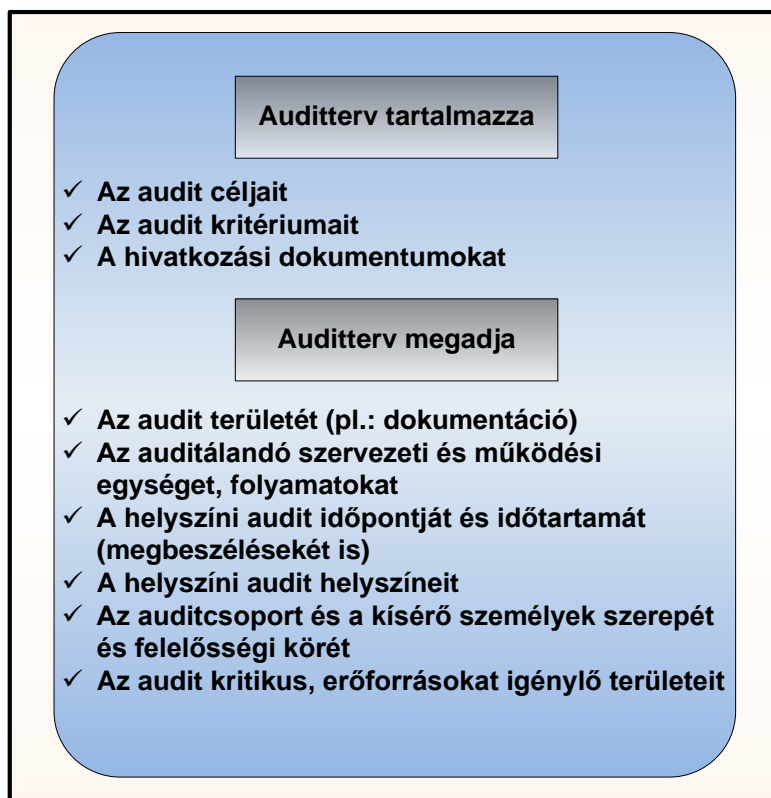 Auditterv tartalmazza
✓ Az audit céljait
✓ Az audit kritériumait
✓ A hivatkozási dokumentumokat
Auditterv megadja
✓ Az audit területét (pl.: dokumentáció)
✓ Az auditálandó szervezeti és működési
egységet, folyamatokat
✓ A helyszíni audit időpontját és időtartamát
(megbeszélésekét is)
✓ A helyszíni audit helyszíneit
✓ Az auditcsoport és a kísérő személyek szerepét
és felelősségi körét
✓ Az audit kritikus, erőforrásokat igénylő területeit